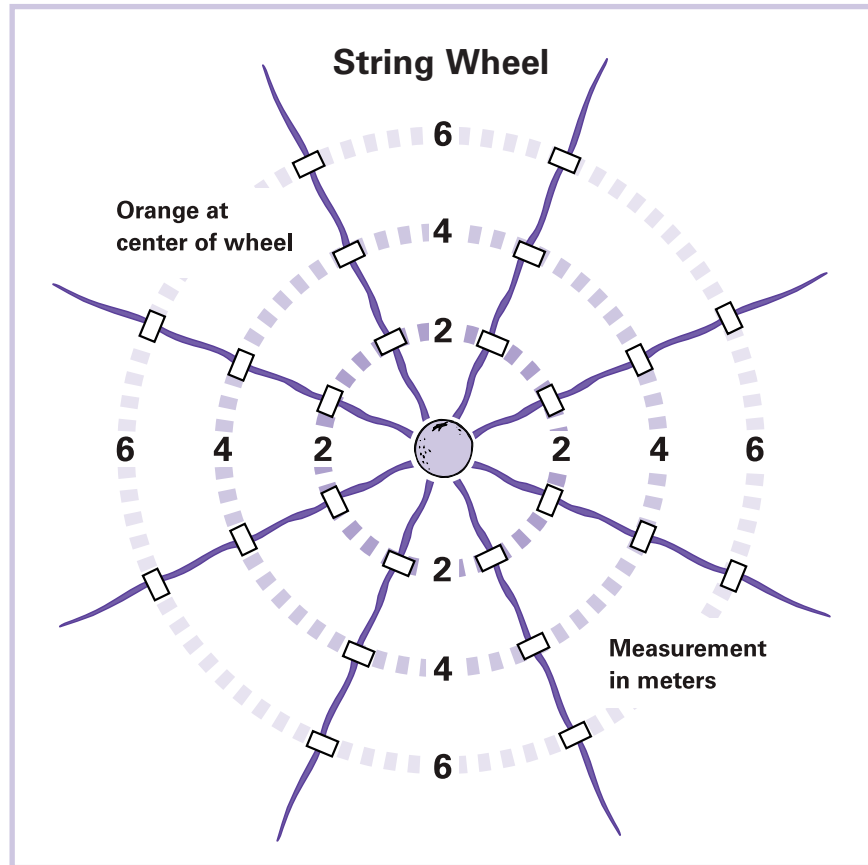 String Wheel
6
Orange at
center of wheel
4
2
6 4 2 2 4 6
2
Measurement
in meters
4
6